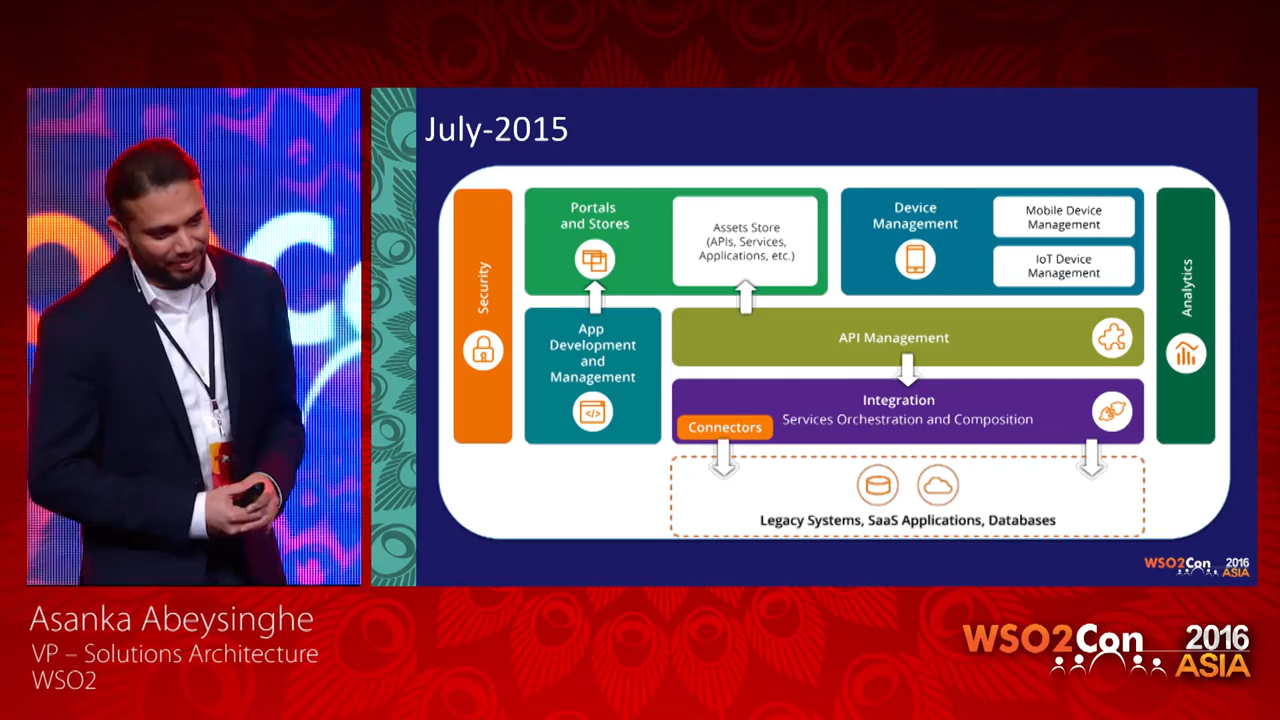 July-2015
Security
Portals
and Stores
Assets Store
(APIs, Services,
Applications, etc.)
Device
Management
Mobile Device
Management
IoT Device
Management
Analytics
App
Development
and
Management
</>
API Management
Integration
Services Orchestration and Composition
Connectors
Legacy Systems, SaaS Applications, Databases
WSO2Con 2016
ASIA
Asanka Abeysinghe
VP – Solutions Architecture
WSO2
WSO2Con 2016
ASIA